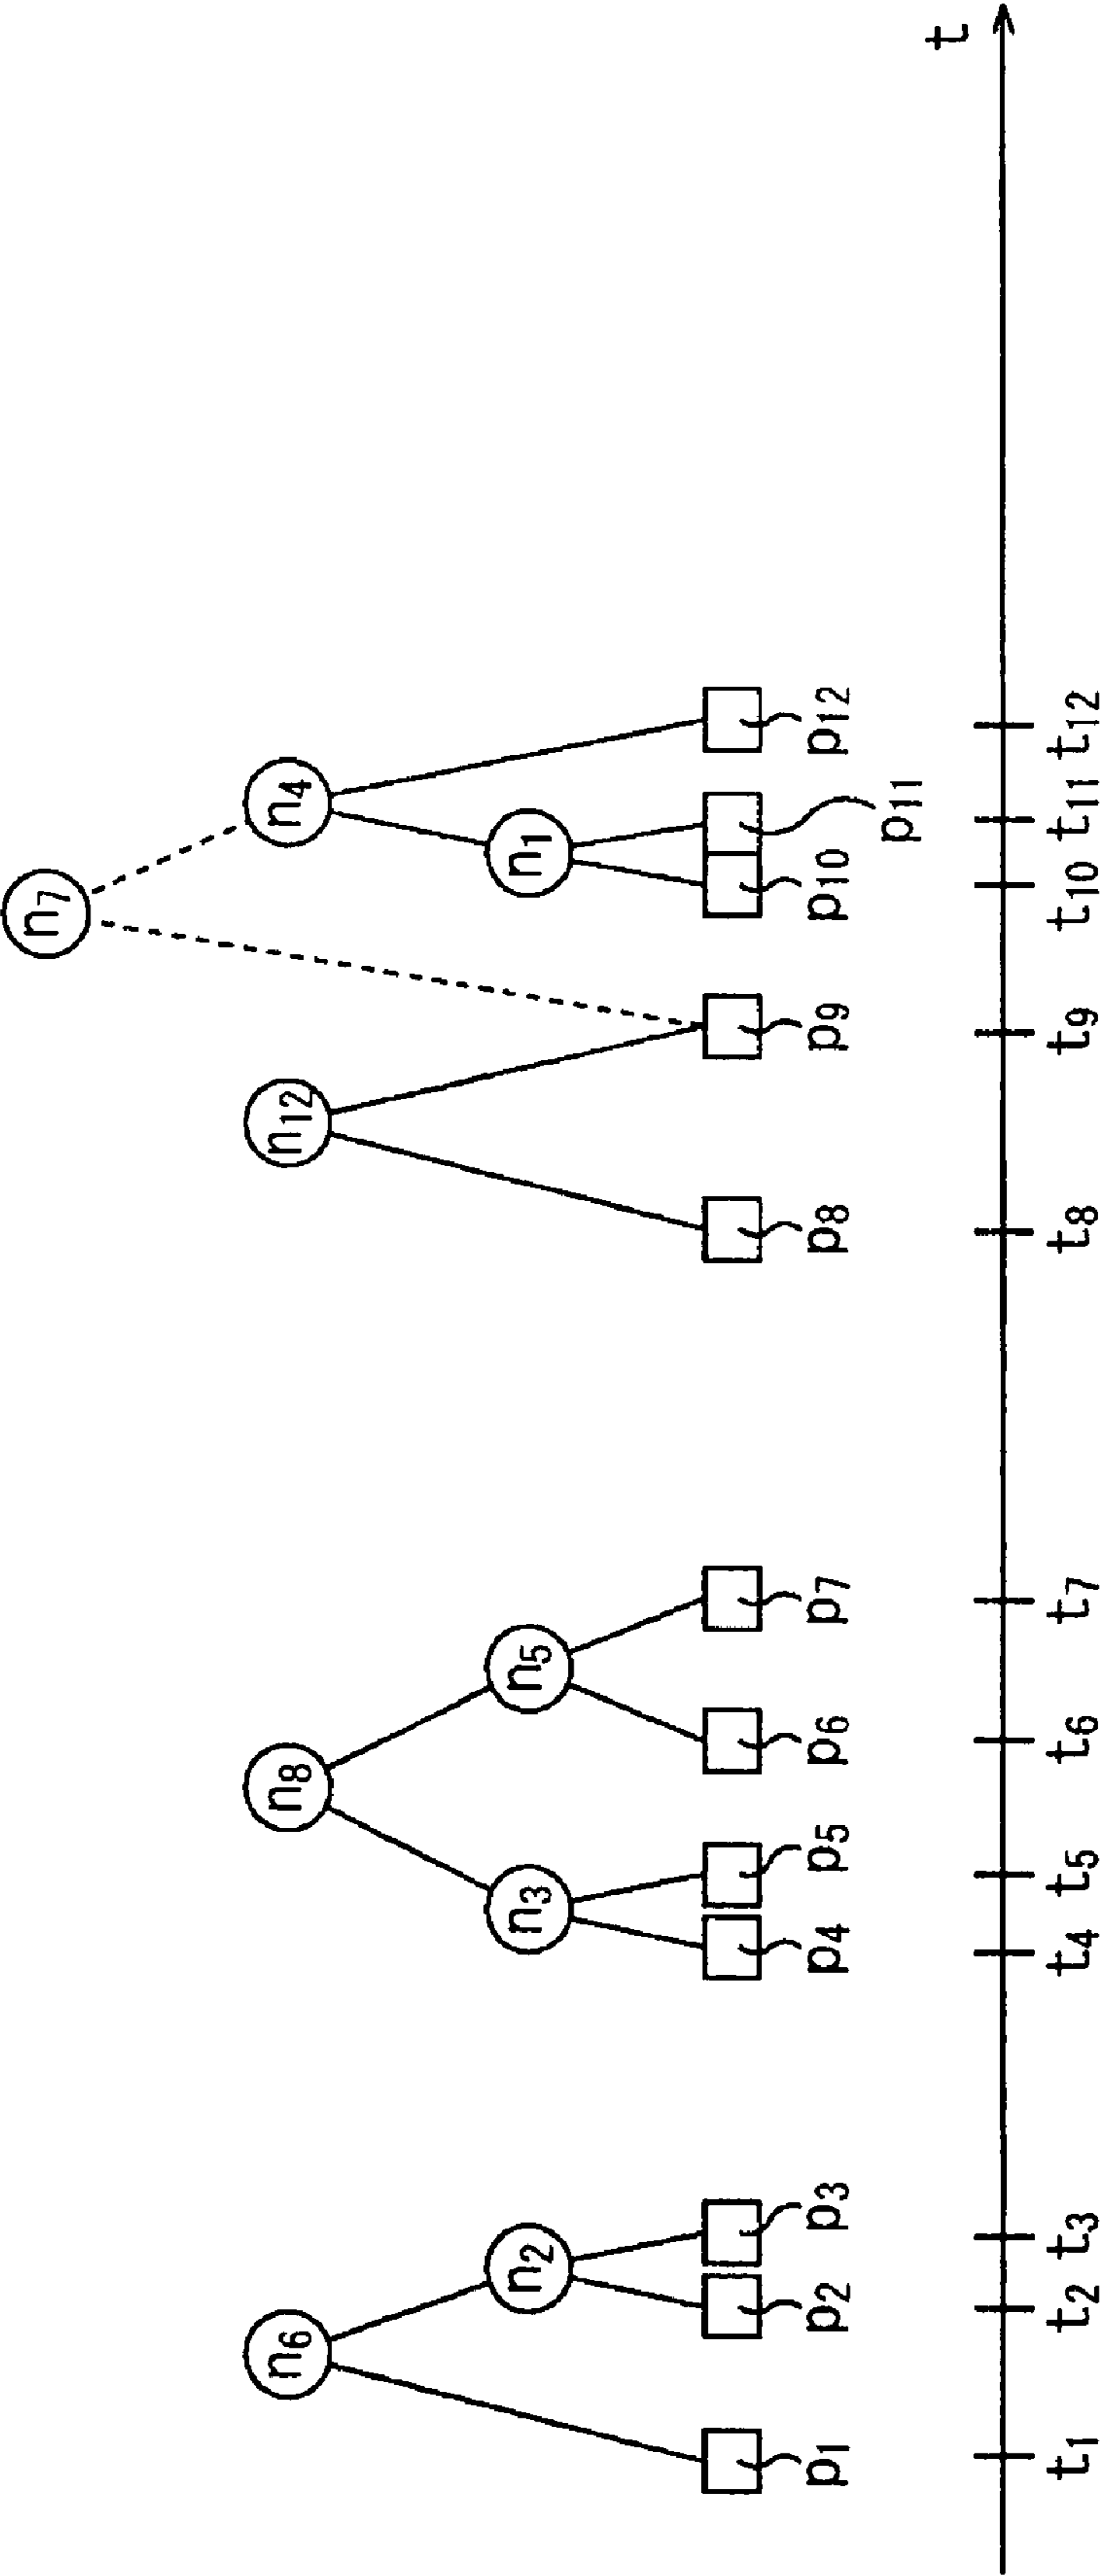 n7
n6 n8 n12 n4
n2 n3 n5 n1
p1 p2 p3 p4 p5 p6 p7 p8 p9 p10 p12
p11
t
t1 t2 t3 t4 t5 t6 t7 t8 t9 t10 t11 t12